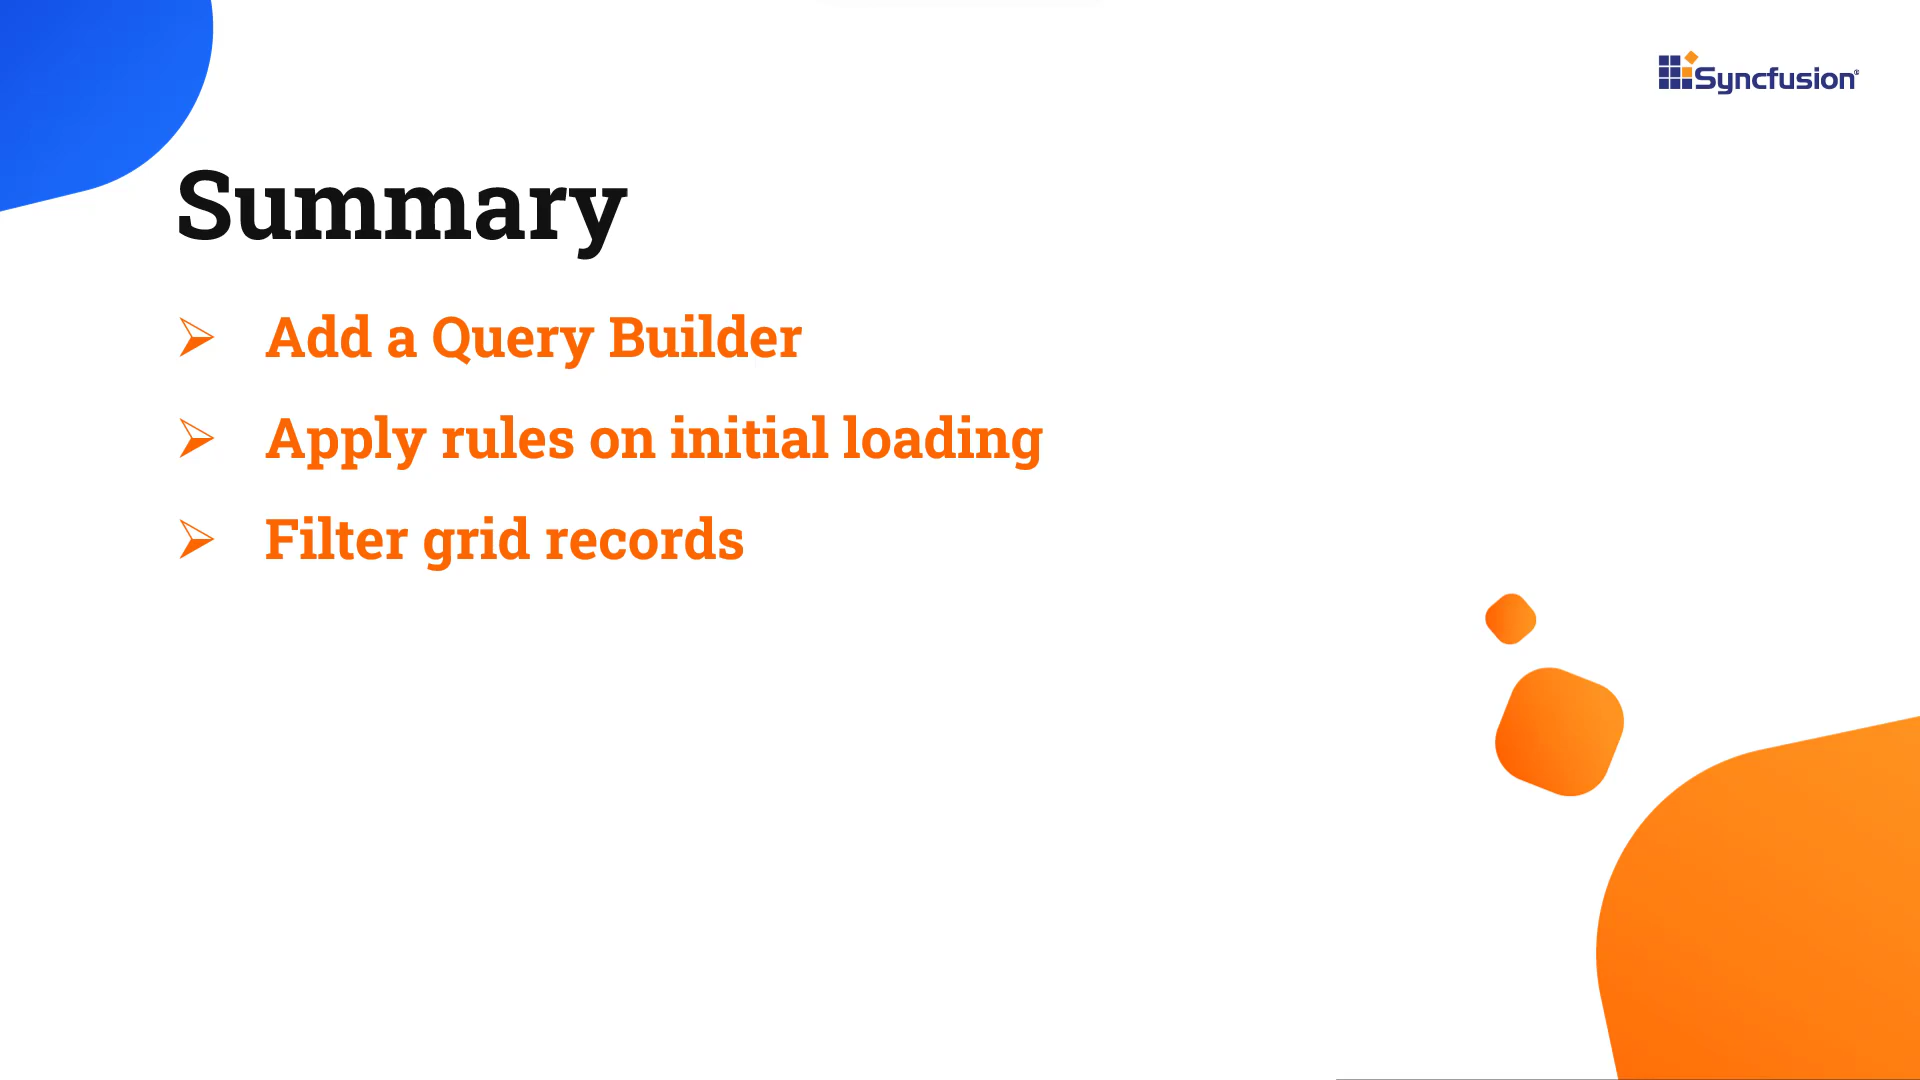 Syncfusion®
Summary
➢ Add a Query Builder
➢ Apply rules on initial loading
➢ Filter grid records